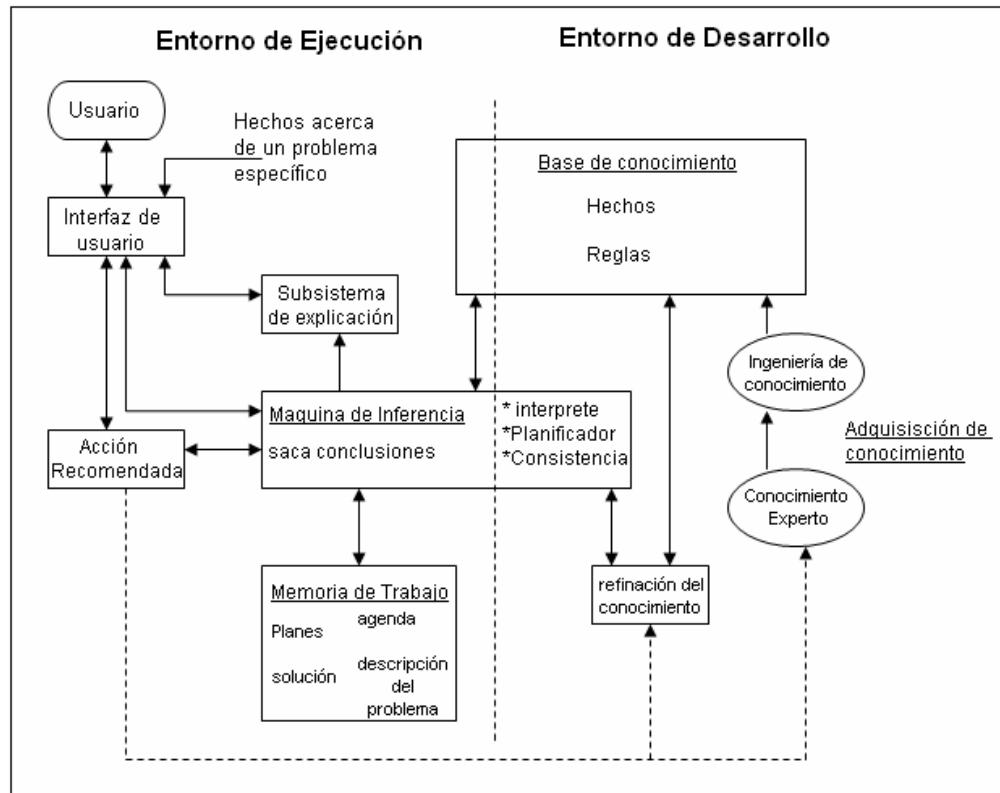 Entorno de Ejecución
Entorno de Desarrollo
Usuario
Hechos acerca
de un problema
específico
Interfaz de
usuario
Subsistema
de explicación
Base de conocimiento
Hechos
Reglas
Maquina de Inferencia
saca conclusiones
* interprete
*Planificador
*Consistencia
Acción
Recomendada
Ingeniería de
conocimiento
Adquisisción de
conocimiento
Conocimiento
Experto
Memoria de Trabajo
Planes
agenda
solución
descripción
del
problema
refinación del
conocimiento